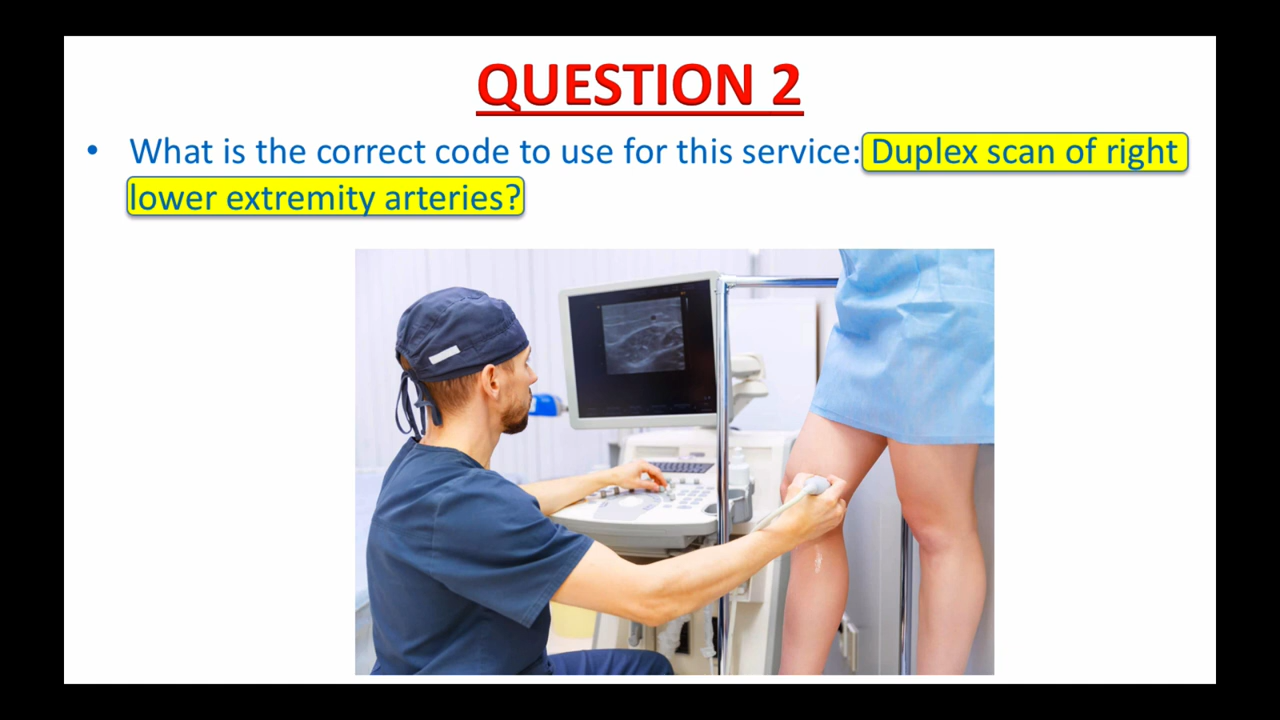 QUESTION 2
• What is the correct code to use for this service: Duplex scan of right
lower extremity arteries?